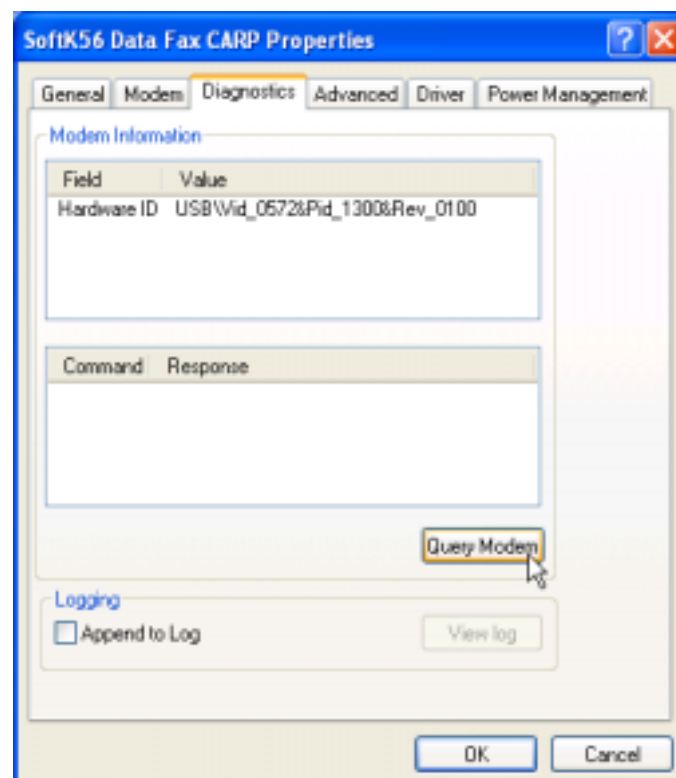 SoftK56 Data Fax CARP Properties
General Modem Diagnostics Advanced Driver Power Management
Modem Information
Field Value
Hardware ID USB\Vid_0572&Pid_1300&Rev_0100
Command Response
Query Modem
Logging
Append to Log View log
OK Cancel